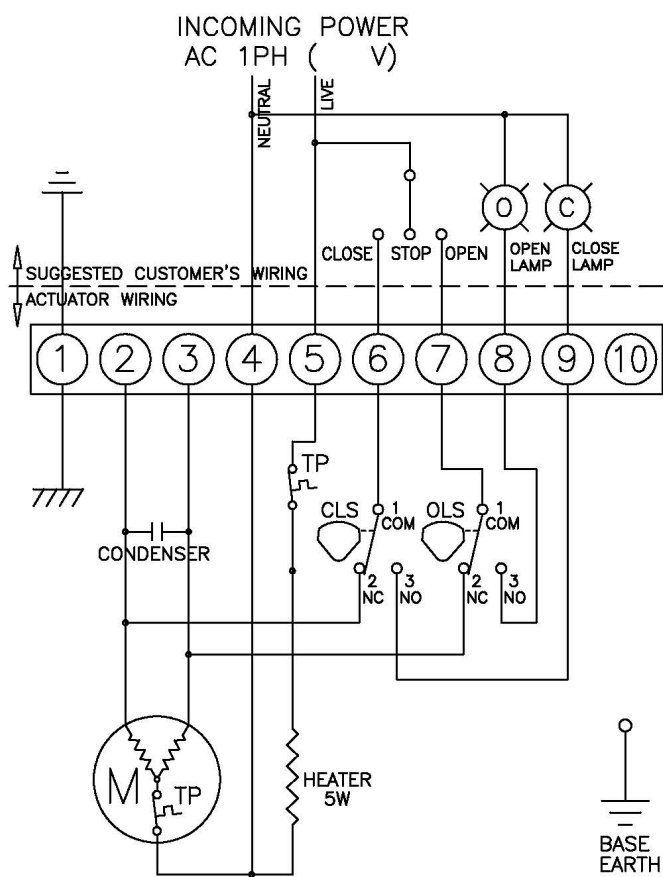 INCOMING POWER
AC 1PH ( V)
NEUTRAL
LIVE
O
C
CLOSE STOP OPEN
OPEN
LAMP
CLOSE
LAMP
SUGGESTED CUSTOMER'S WIRING
ACTUATOR WIRING
1 2 3 4 5 6 7 8 9 10
TP
CLS
1
COM
2
NC
3
NO
OLS
1
COM
2
NC
3
NO
CONDENSER
M
TP
HEATER
5W
BASE
EARTH